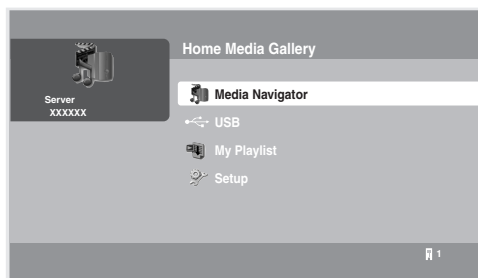 Home Media Gallery
Server
XXXXXX
Media Navigator
USB
My Playlist
Setup
1